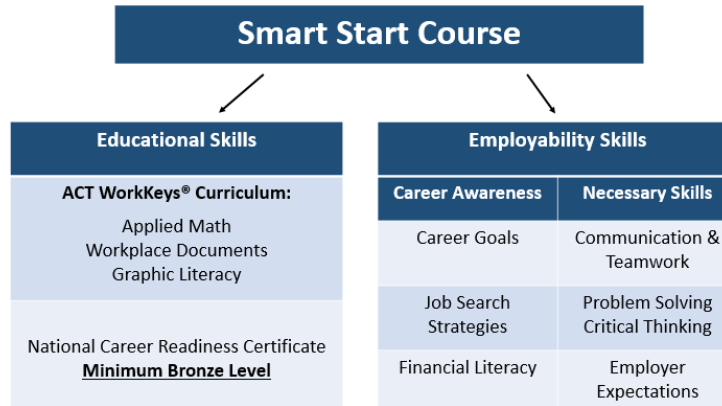 Smart Start Course
Educational Skills
ACT WorkKeys® Curriculum:
Applied Math
Workplace Documents
Graphic Literacy
National Career Readiness Certificate
Minimum Bronze Level
Employability Skills
Career Awareness
Necessary Skills
Career Goals
Communication &
Teamwork
Job Search
Strategies
Problem Solving
Critical Thinking
Financial Literacy
Employer
Expectations